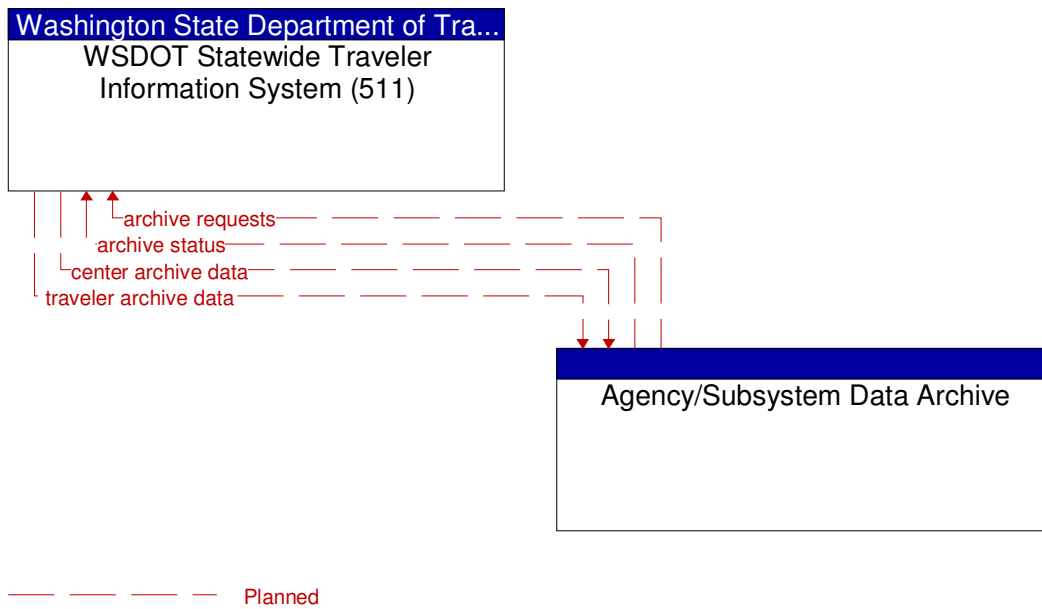 Washington State Department of Tra...
WSDOT Statewide Traveler
Information System (511)
archive requests
archive status
center archive data
traveler archive data
Agency/Subsystem Data Archive
Planned